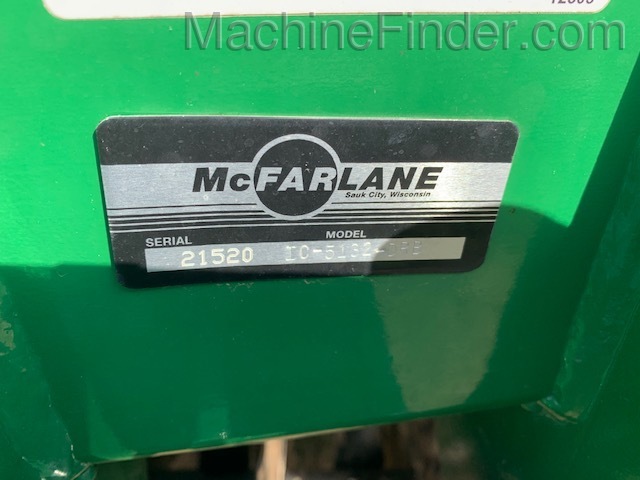 MachineFinder.com
McFARLANE
Sauk City, Wisconsin
SERIAL MODEL
21520